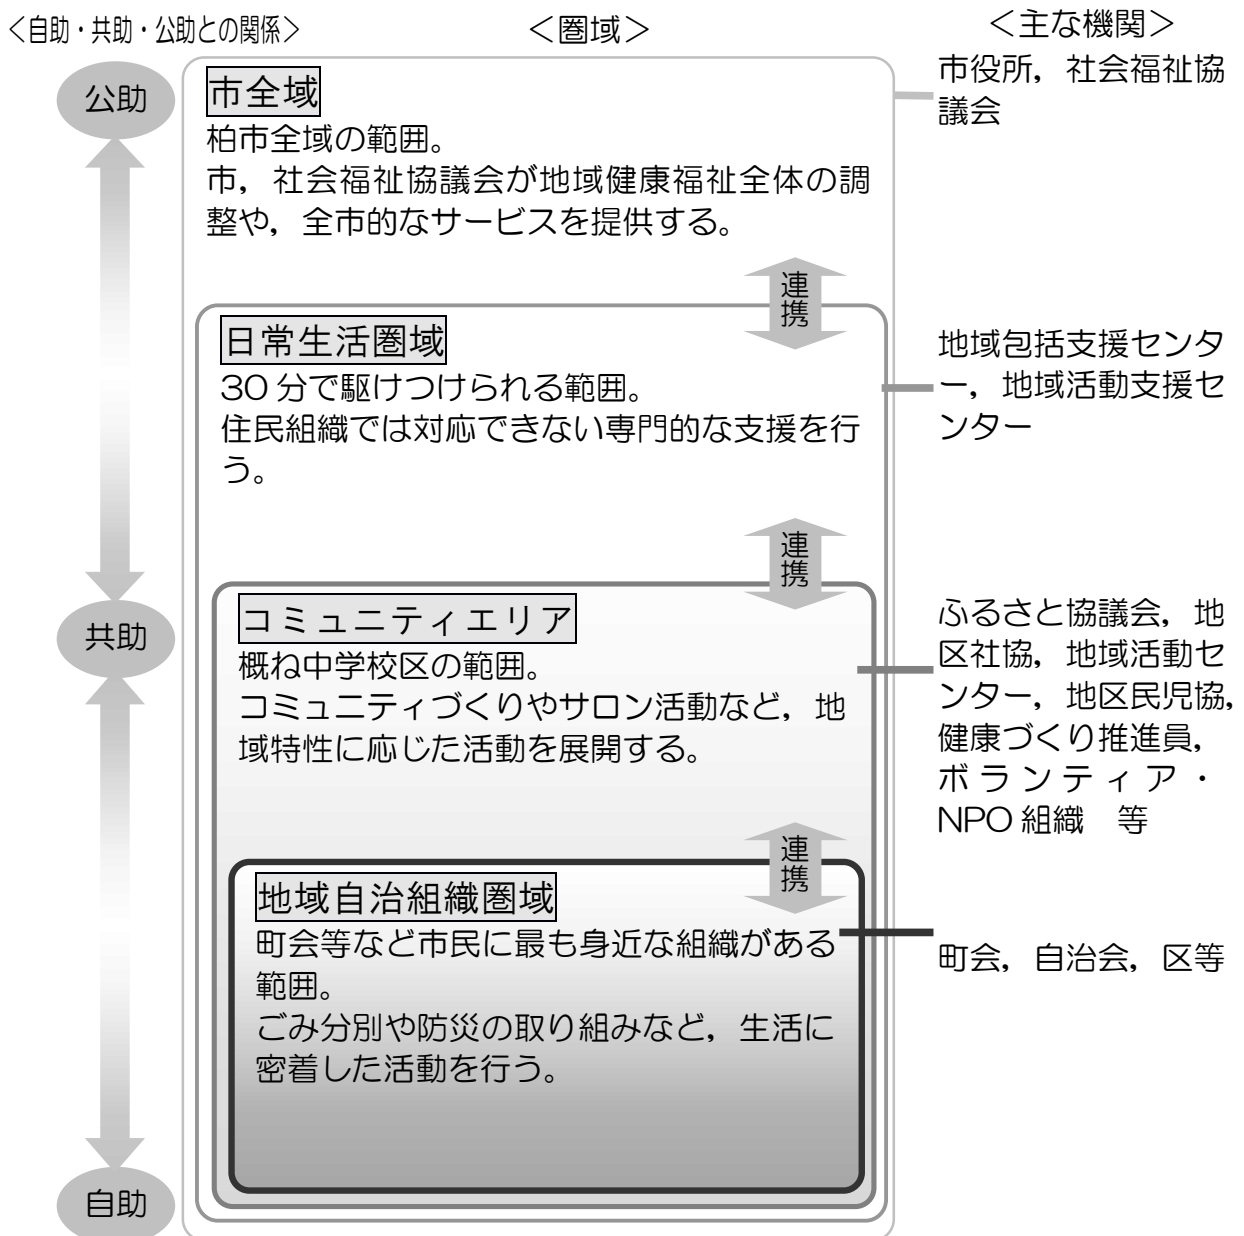 ＜自助・共助・公助との関係＞
＜圏域＞
＜主な機関＞
公助
市全域
柏市全域の範囲。
市，社会福祉協議会が地域健康福祉全体の調
整や，全市的なサービスを提供する。
市役所，社会福祉協
議会
連携
日常生活圏域
30 分で駆けつけられる範囲。
住民組織では対応できない専門的な支援を行
う。
地域包括支援センタ
ー，地域活動支援セ
ンター
連携
共助
コミュニティエリア
概ね中学校区の範囲。
コミュニティづくりやサロン活動など，地
域特性に応じた活動を展開する。
ふるさと協議会，地
区社協，地域活動セ
ンター，地区民児協，
健康づくり推進員，
ボランティア・
NPO 組織　等
連携
地域自治組織圏域
町会等など市民に最も身近な組織がある
範囲。
ごみ分別や防災の取り組みなど，生活に
密着した活動を行う。
町会，自治会，区等
自助